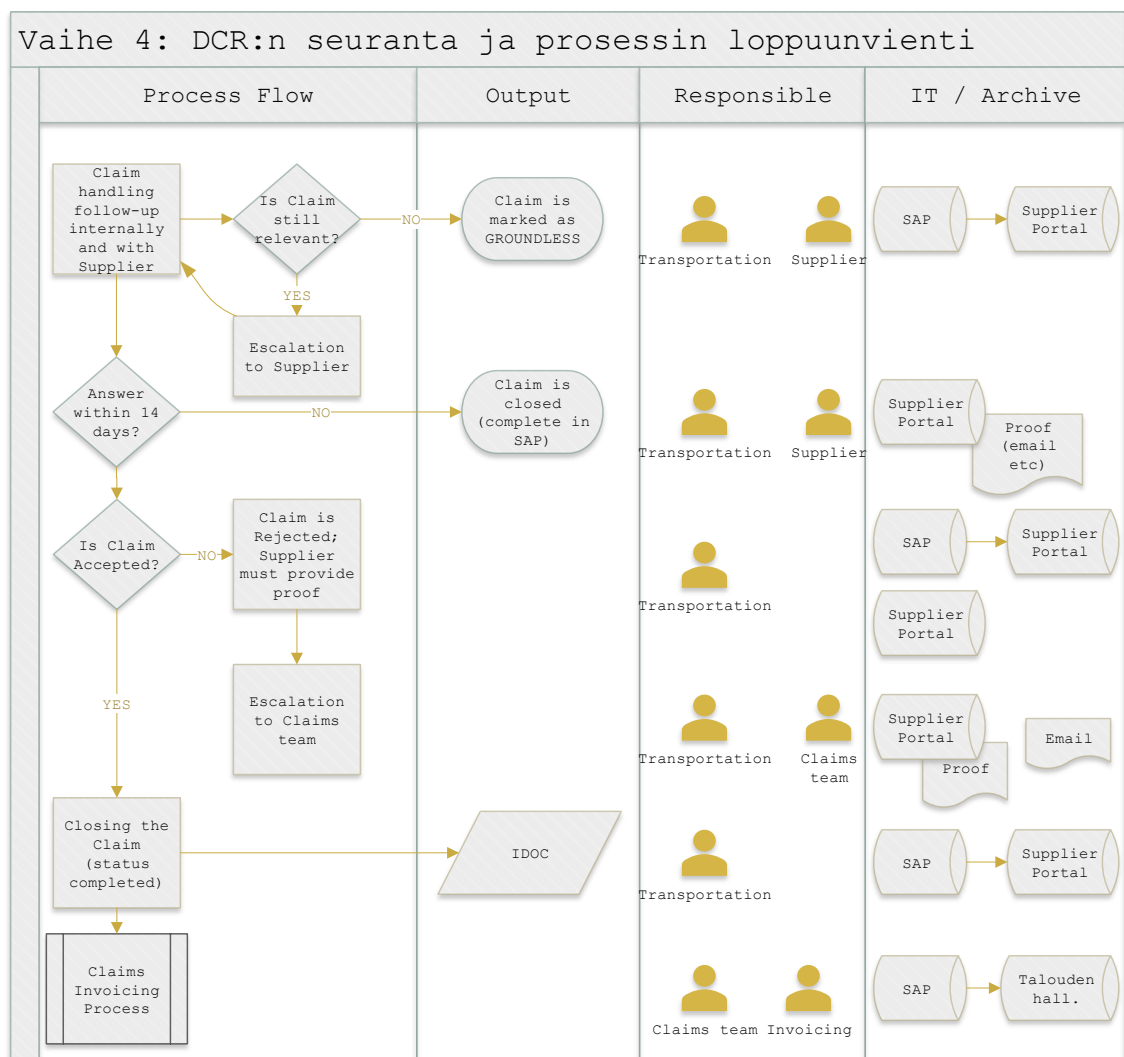 Vaihe 4: DCR:n seuranta ja prosessin loppuunvienti
Process Flow
Output
Responsible
IT / Archive
Claim
handling
follow-up
internally
and with
Supplier
Is Claim
still
relevant?
NO
Claim is
marked as
GROUNDLESS
Transportation
Supplier
SAP
Supplier
Portal
YES
Escalation
to Supplier
Answer
within 14
days?
NO
Claim is
closed
(complete in
SAP)
Transportation
Supplier
Supplier
Portal
Proof
(email
etc)
Is Claim
Accepted?
NO
Claim is
Rejected;
Supplier
must provide
proof
Transportation
SAP
Supplier
Portal
Supplier
Portal
YES
Escalation
to Claims
team
Transportation
Claims
team
Supplier
Portal
Proof
Email
Closing the
Claim
(status
completed)
IDOC
Transportation
SAP
Supplier
Portal
Claims
Invoicing
Process
Claims team
Invoicing
SAP
Talouden
hall.